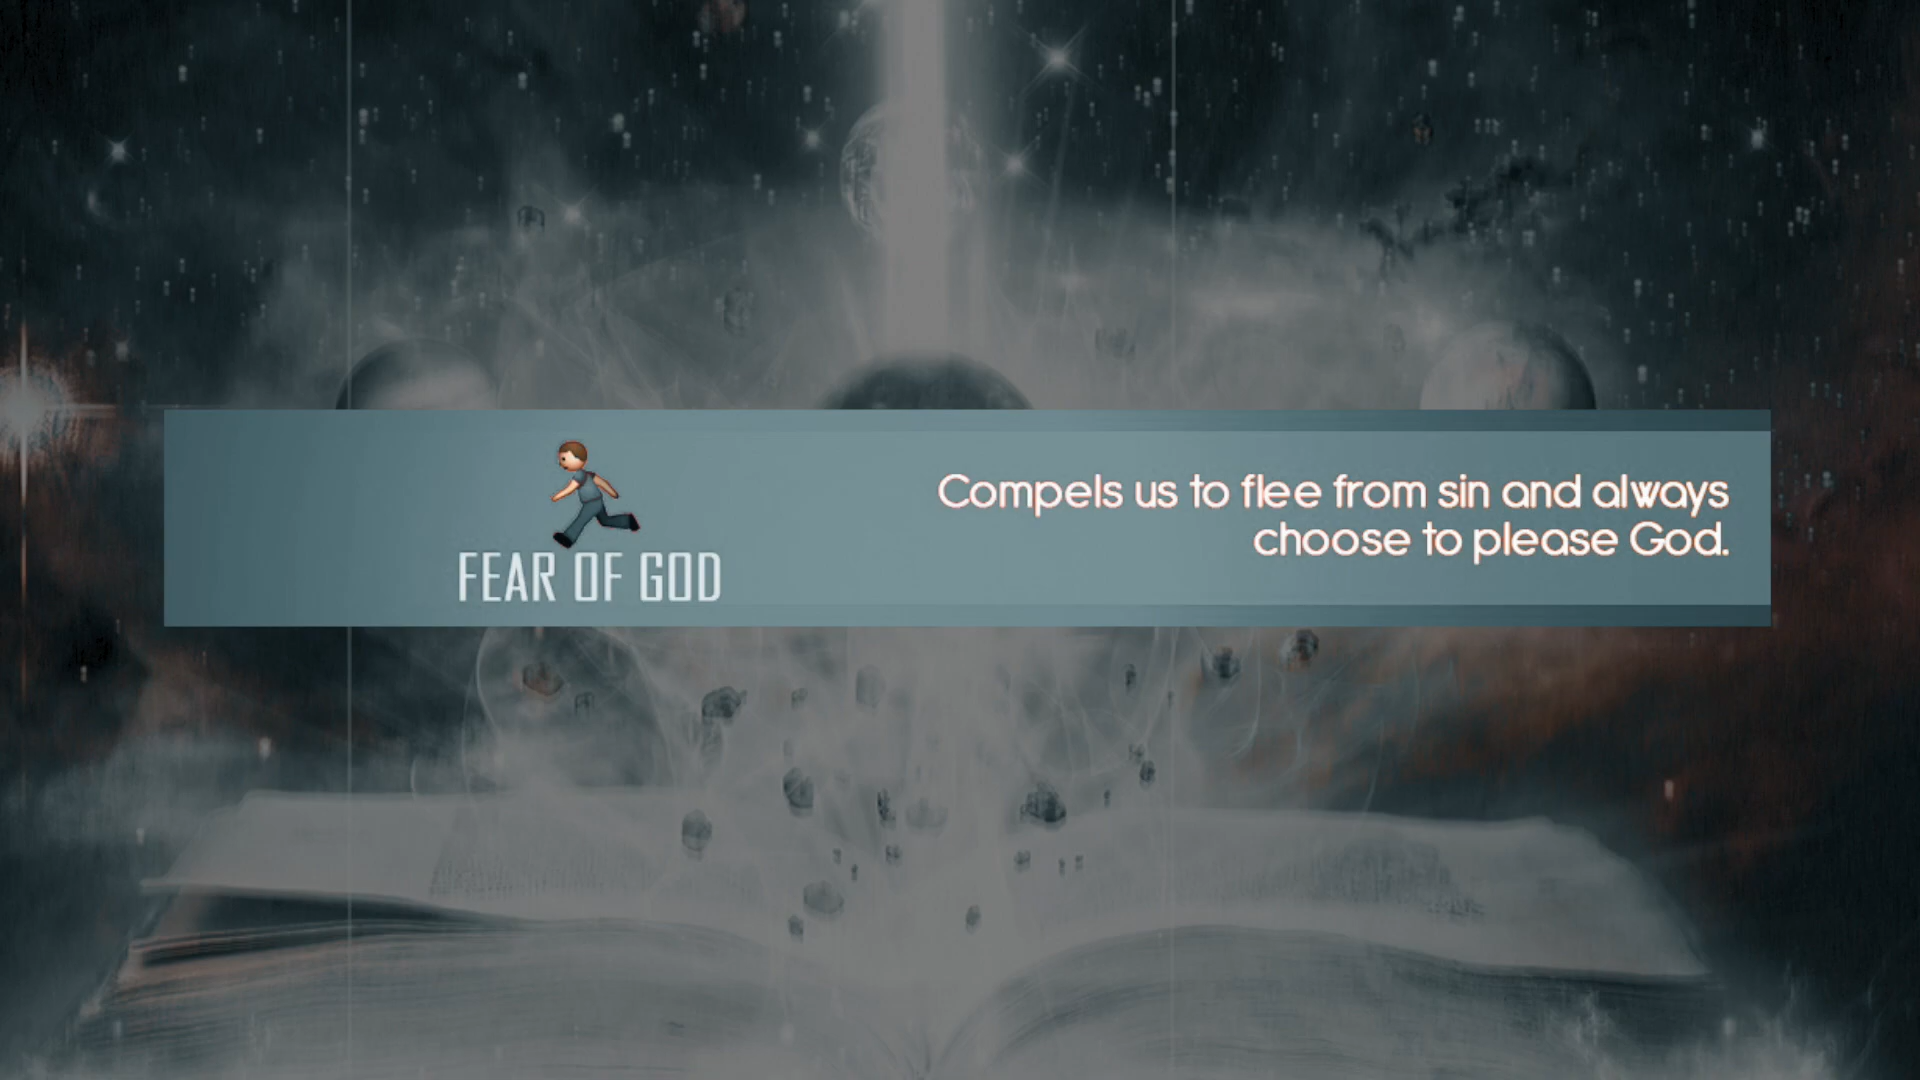 FEAR OF GOD
Compels us to flee from sin and always
choose to please God.